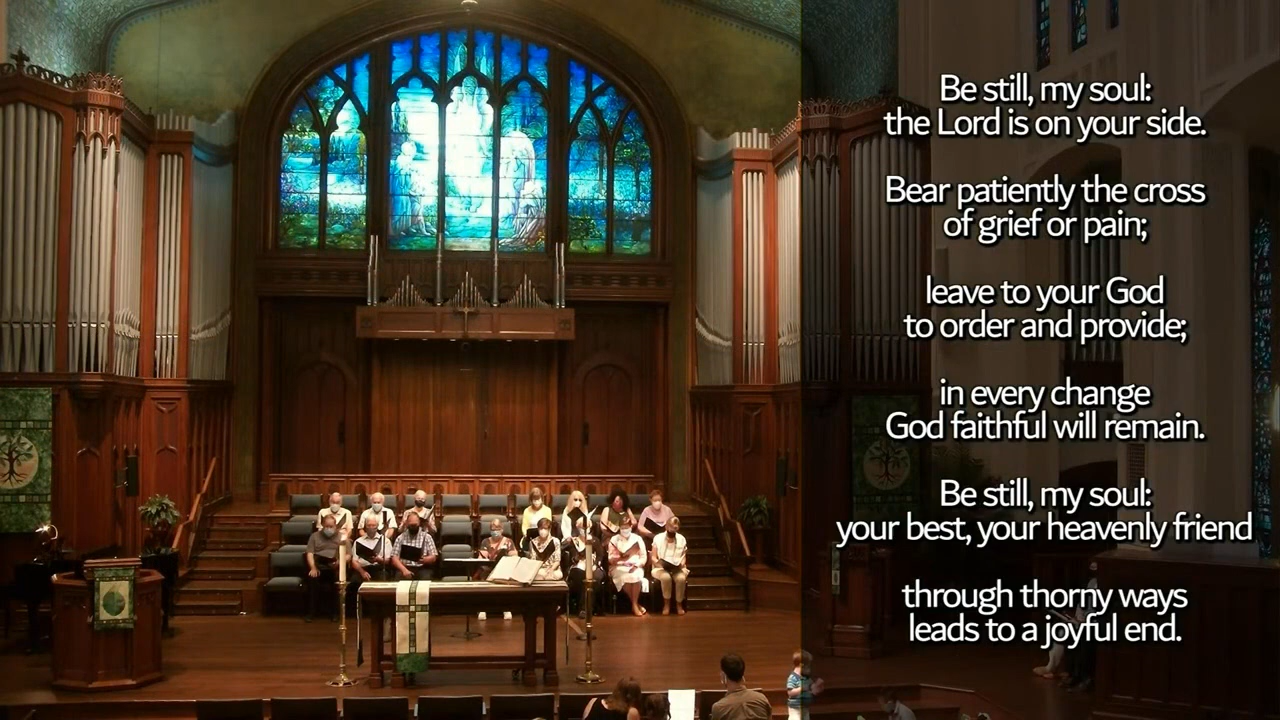 Be still, my soul:
the Lord is on your side.
Bear patiently the cross
of grief or pain;
leave to your God
to order and provide;
in every change
God faithful will remain.
Be still, my soul:
your best, your heavenly friend
through thorny ways
leads to a joyful end.